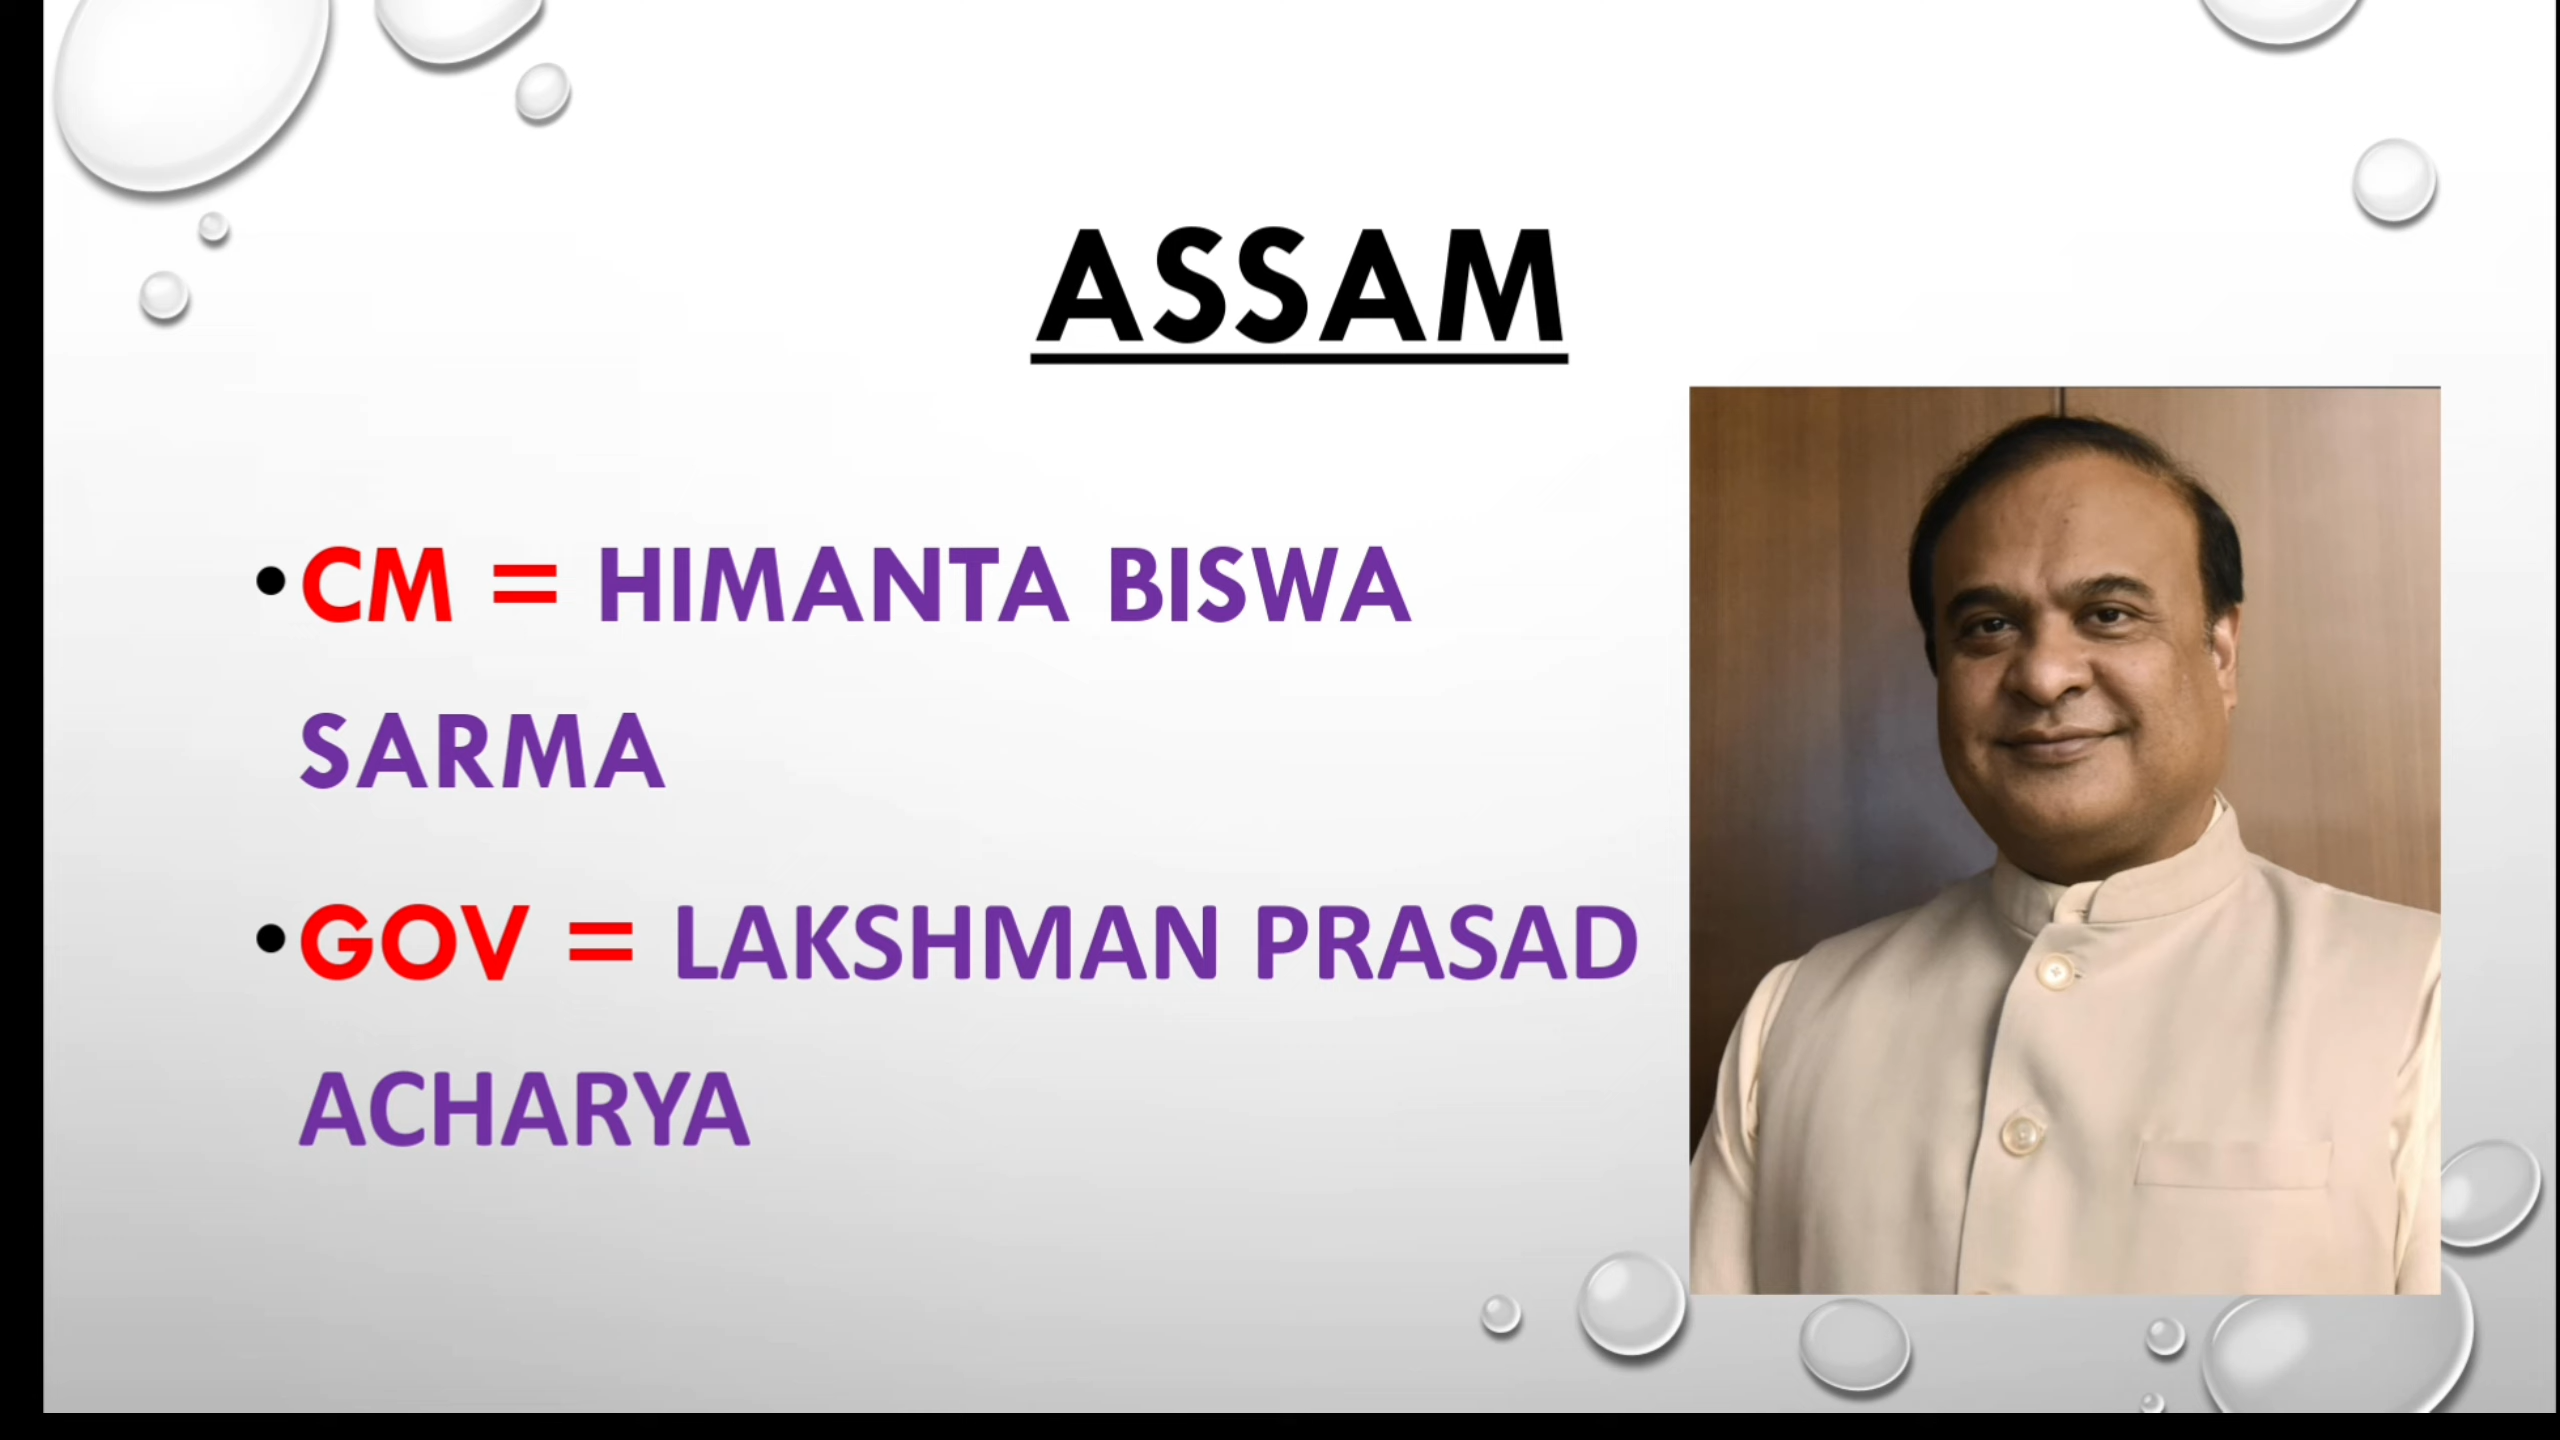 ASSAM
•CM = HIMANTA BISWA
SARMA
•GOV = LAKSHMAN PRASAD
ACHARYA